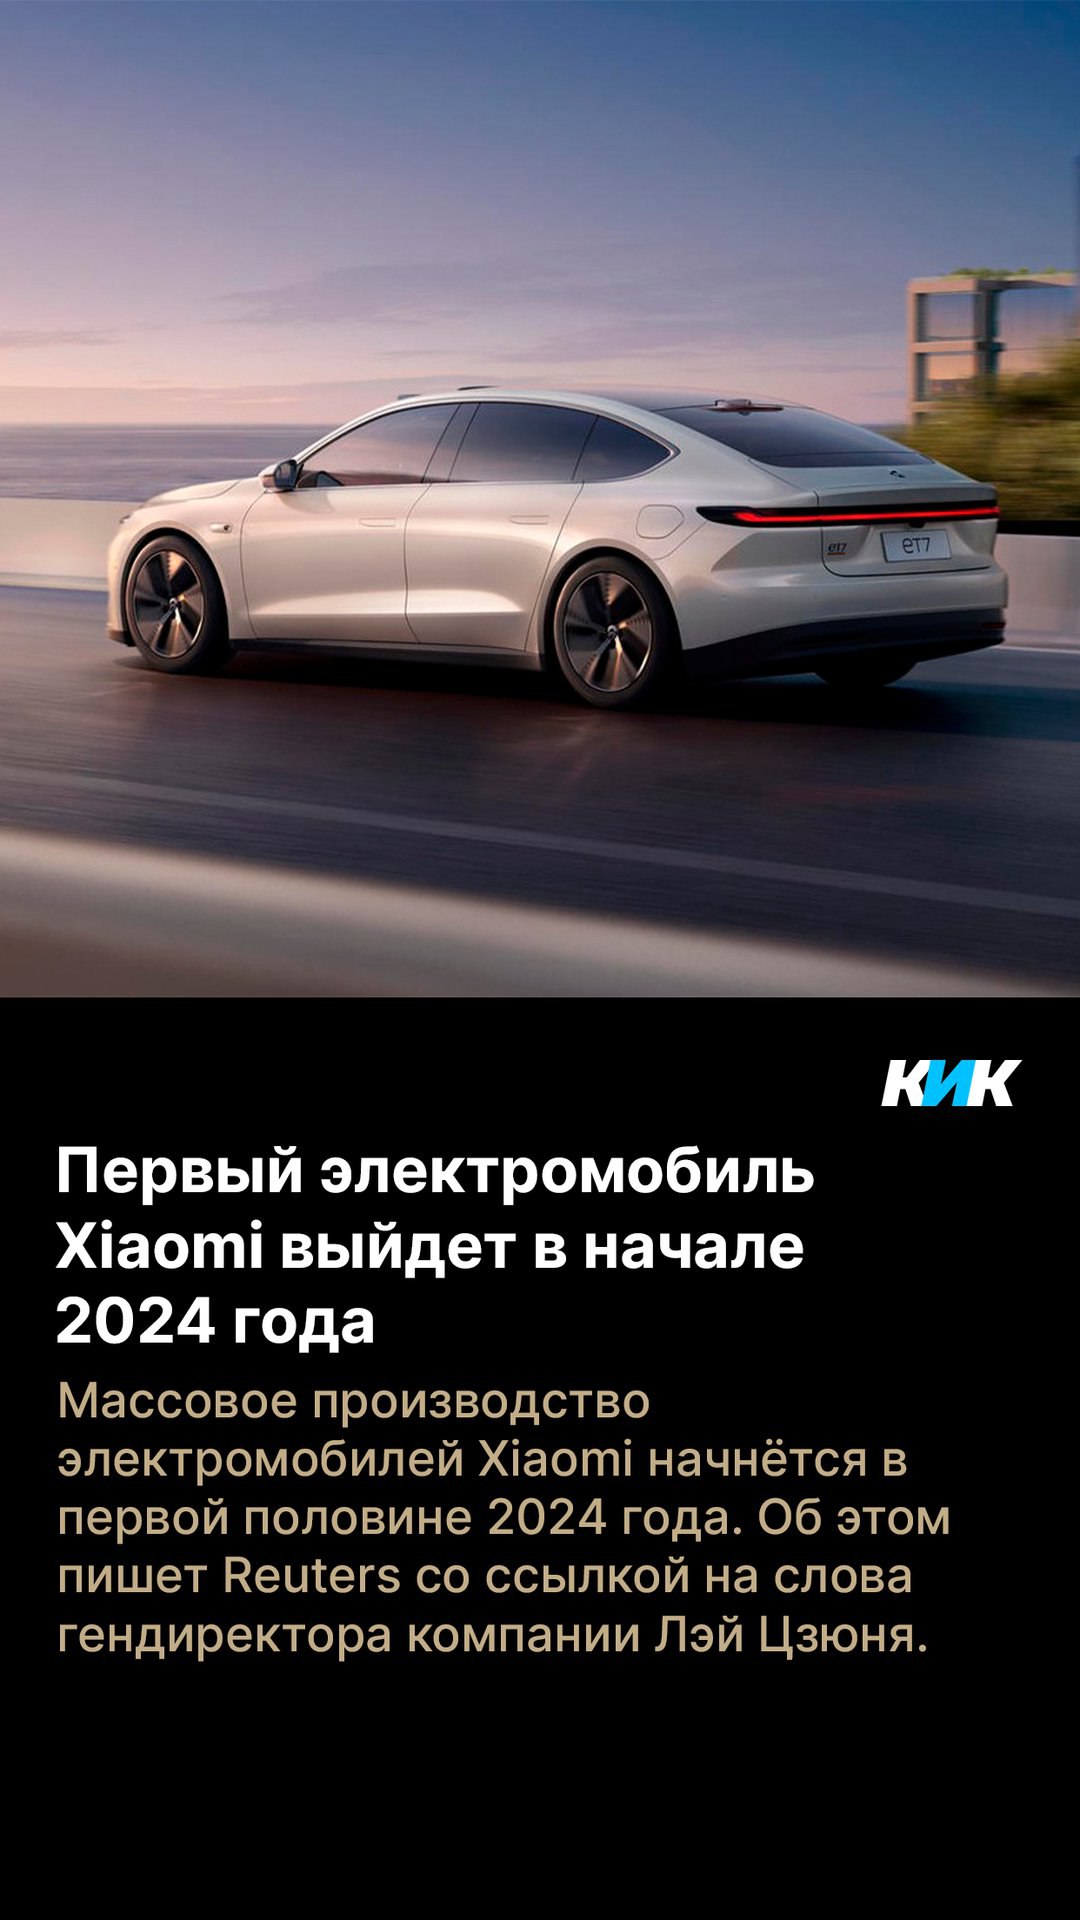 eT7
eT7
КИК
Первый электромобиль
Xiaomi выйдет в начале
2024 года
Массовое производство
электромобилей Xiaomi начнётся в
первой половине 2024 года. Об этом
пишет Reuters со ссылкой на слова
гендиректора компании Лэй Цзюня.